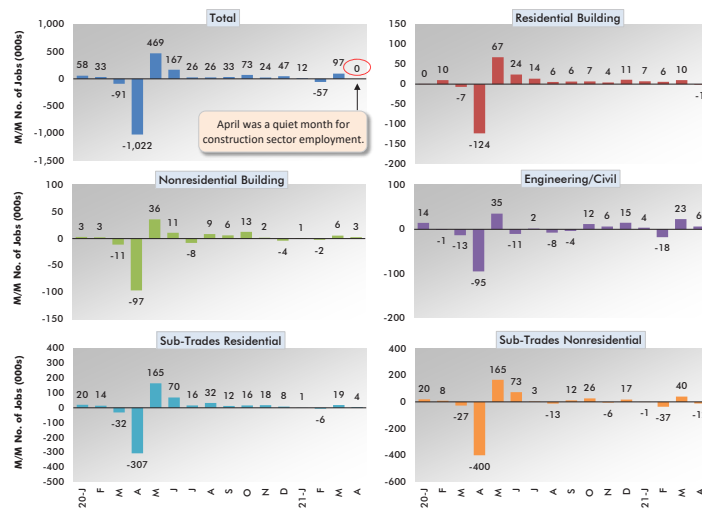 Total
M/M No. of Jobs (000s)
1,000
500
0
-500
-1,000
-1,500
58 33 -91 -1,022 469 167 26 26 33 73 24 47 12 -57 97 0
April was a quiet month for
construction sector employment.
Residential Building
150
100
50
0
-50
-100
-150
-200
0 10 -7 -124 67 24 14 6 6 7 4 11 7 6 10
Nonresidential Building
M/M No. of Jobs (000s)
100
50
0
-50
-100
-150
3 3 -11 -97 36 11 -8 9 6 13 2 -4 1 -2 6 3
Engineering/Civil
100
0
-100
-200
14 -1 -13 -95 35 -11 2 -8 -4 12 6 15 4 -18 23 6
Sub-Trades Residential
M/M No. of Jobs (000s)
400
300
200
100
0
-100
-200
-300
-400
-500
20 14 -32 -307 165 70 16 32 12 16 18 8 1 -6 19 4
20-J F M A M J J A S O N D 21-J F M A
Sub-Trades Nonresidential
400
200
0
-200
-400
-600
20 8 -27 -400 165 73 3 -13 12 26 -6 17 -1 -37 40
20-J F M A M J J A S O N D 21-J F M A